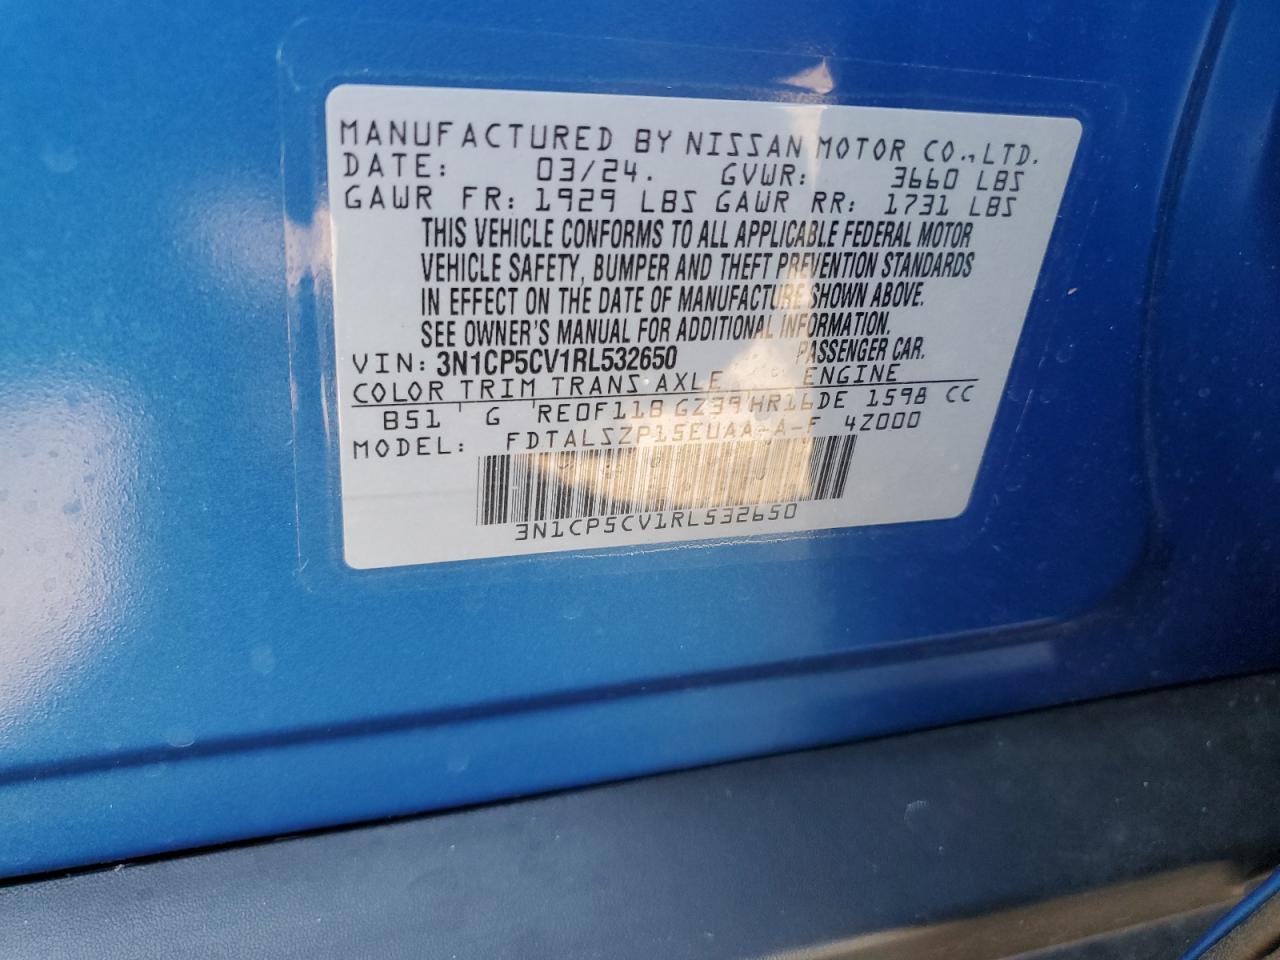 MANUFACTURED BY NISSAN MOTOR CO.,LTD.
DATE: 03/24. GVWR: 3660 LBS
GAWR FR: 1929 LBS GAWR RR: 1731 LBS
THIS VEHICLE CONFORMS TO ALL APPLICABLE FEDERAL MOTOR
VEHICLE SAFETY, BUMPER AND THEFT PREVENTION STANDARDS
IN EFFECT ON THE DATE OF MANUFACTURE SHOWN ABOVE.
SEE OWNER'S MANUAL FOR ADDITIONAL INFORMATION.
VIN: 3N1CP5CV1RL532650 PASSENGER CAR.
COLOR TRIM TRANS AXLE ENGINE
B51 G RE0F11B GZ39 HR16DE 1598 CC
MODEL: FDTALSZP15EUAA-A-F 4Z000
3N1CP5CV1RL532650